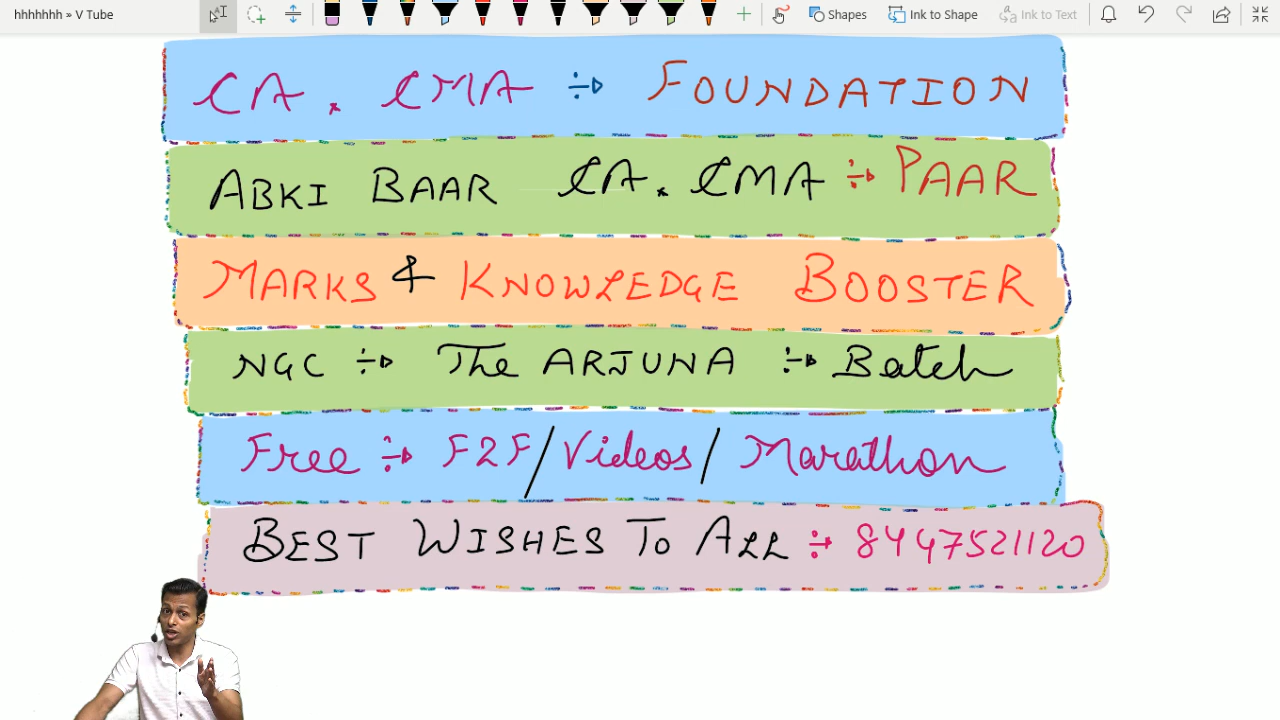 hhhhhhh » V Tube
Shapes
Ink to Shape
Ink to Text
CA. CMA ÷ FOUNDATION
ABKI BAAR CA. CMA ÷ PAAR
MARKS & KNOWLEDGE BOOSTER
NGC ÷ The ARJUNA ÷ Batch
Free ÷ F2F/Videos/Marathon
BEST WISHES TO ALL ÷ 8447521120